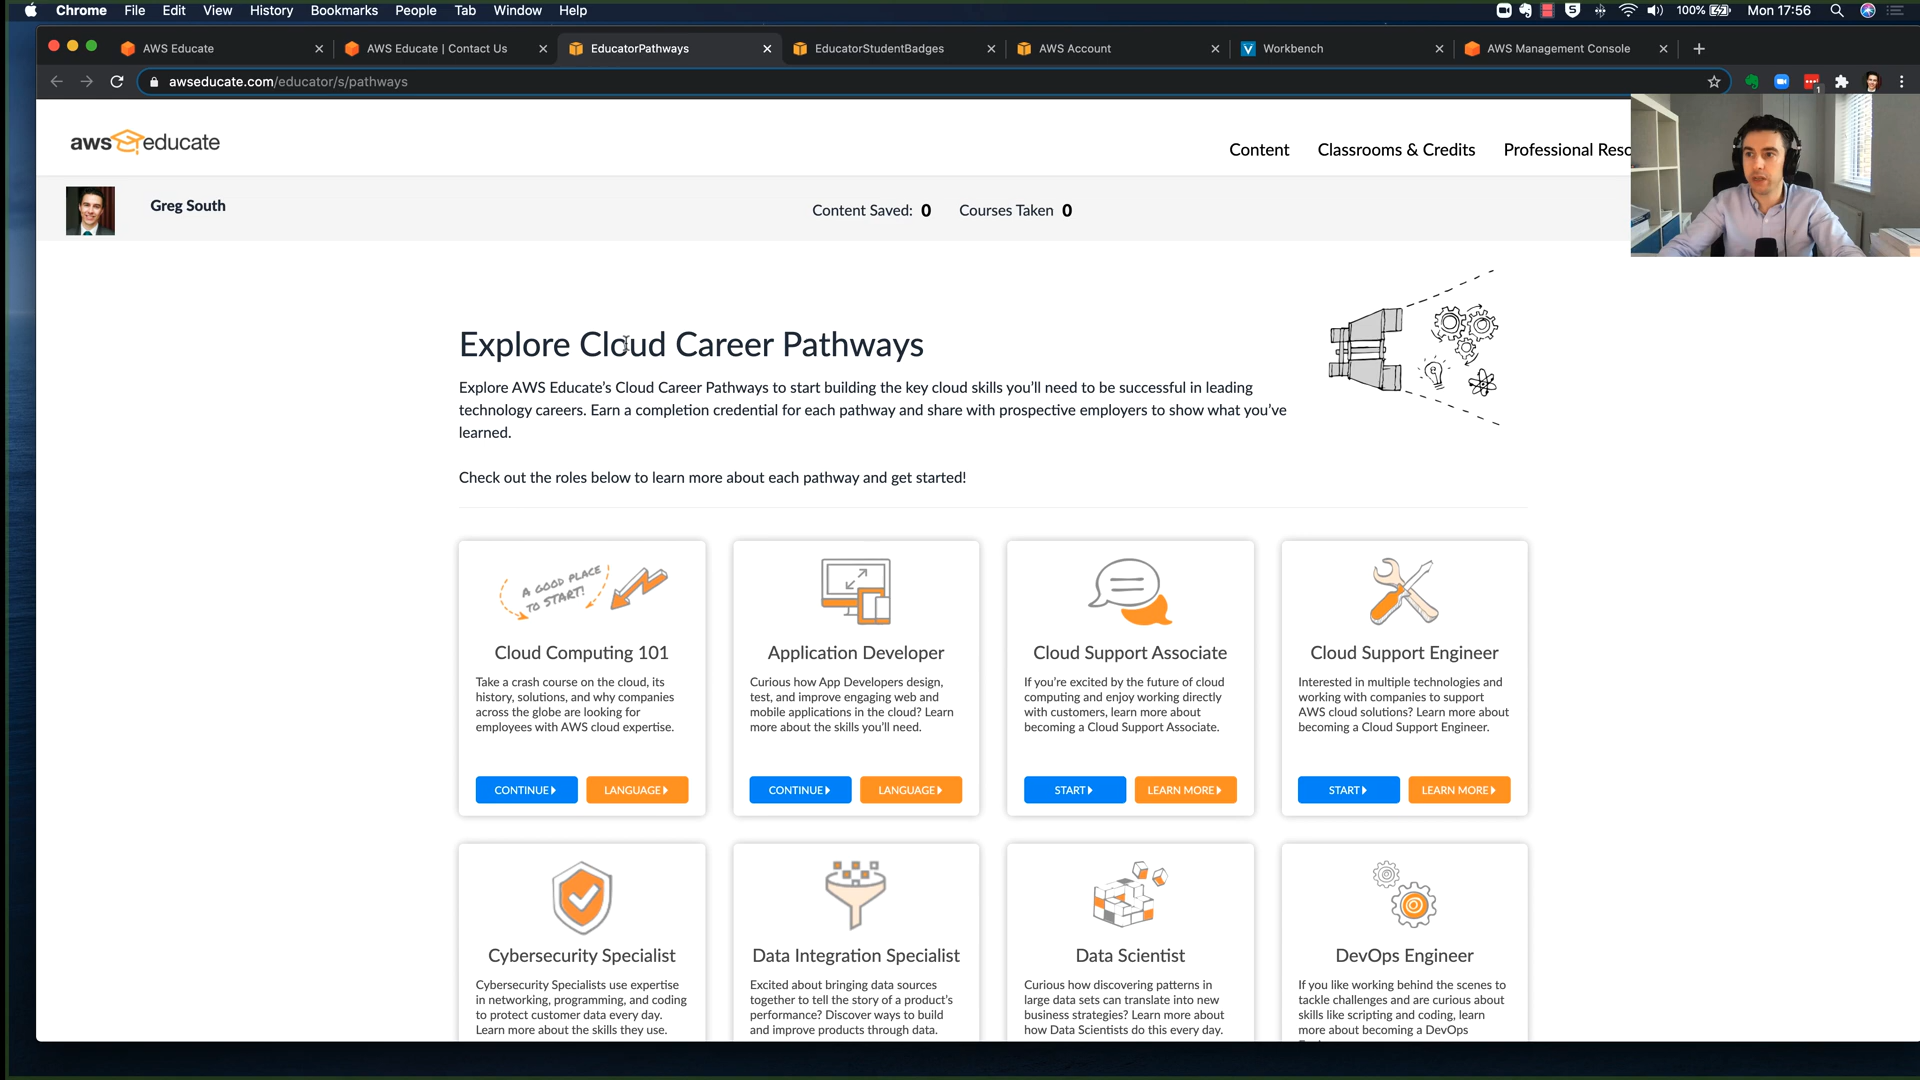 Chrome File Edit View History Bookmarks People Tab Window Help
100% Mon 17:56
AWS Educate
AWS Educate | Contact Us
EducatorPathways
EducatorStudentBadges
AWS Account
Workbench
AWS Management Console
awseducate.com/educator/s/pathways
1
aws educate
Content Classrooms & Credits Professional Reso
Greg South
Content Saved: 0 Courses Taken 0
Explore Cloud Career Pathways
Explore AWS Educate's Cloud Career Pathways to start building the key cloud skills you'll need to be successful in leading
technology careers. Earn a completion credential for each pathway and share with prospective employers to show what you've
learned.
Check out the roles below to learn more about each pathway and get started!
A GOOD PLACE
TO START!
Cloud Computing 101
Take a crash course on the cloud, its
history, solutions, and why companies
across the globe are looking for
employees with AWS cloud expertise.
CONTINUE LANGUAGE
Application Developer
Curious how App Developers design,
test, and improve engaging web and
mobile applications in the cloud? Learn
more about the skills you'll need.
CONTINUE LANGUAGE
Cloud Support Associate
If you're excited by the future of cloud
computing and enjoy working directly
with customers, learn more about
becoming a Cloud Support Associate.
START LEARN MORE
Cloud Support Engineer
Interested in multiple technologies and
working with companies to support
AWS cloud solutions? Learn more about
becoming a Cloud Support Engineer.
START LEARN MORE
Cybersecurity Specialist
Cybersecurity Specialists use expertise
in networking, programming, and coding
to protect customer data every day.
Learn more about the skills they use.
Data Integration Specialist
Excited about bringing data sources
together to tell the story of a product's
performance? Discover ways to build
and improve products through data.
Data Scientist
Curious how discovering patterns in
large data sets can translate into new
business strategies? Learn more about
how Data Scientists do this every day.
DevOps Engineer
If you like working behind the scenes to
tackle challenges and are curious about
skills like scripting and coding, learn
more about becoming a DevOps